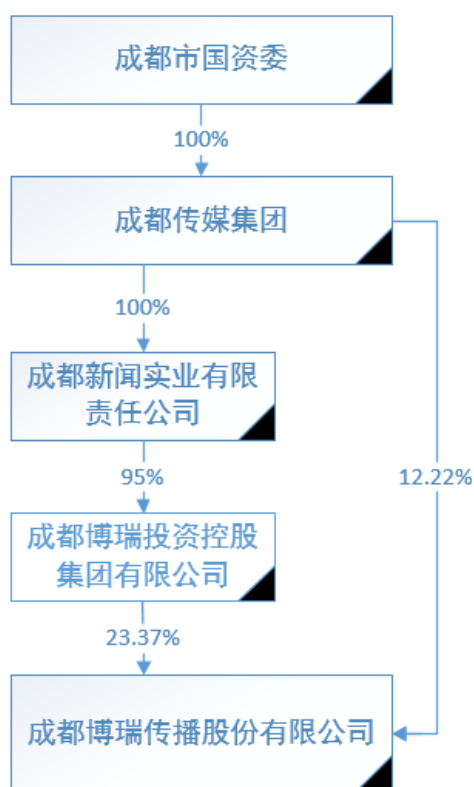 成都市国资委
100%
成都传媒集团
100%
成都新闻实业有限
责任公司
95%
12.22%
成都博瑞投资控股
集团有限公司
23.37%
成都博瑞传播股份有限公司